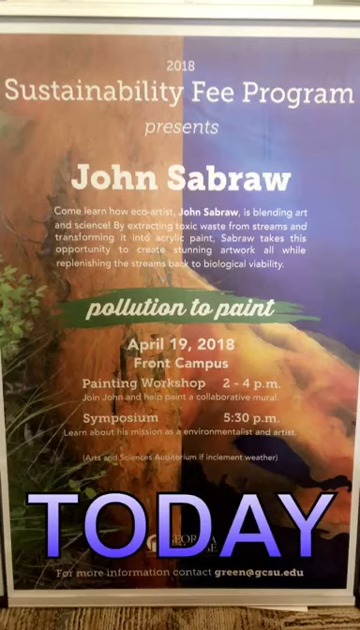 2018
Sustainability Fee Program
presents
John Sabraw
Come learn how eco-artist, John Sabraw, is blending art
and science! By extracting toxic waste from streams and
transforming it into acrylic paint, Sabraw takes this
opportunity to create stunning artwork all while
replenishing the streams back to biological viability.
pollution to paint
April 19, 2018
Front Campus
Painting Workshop 2 - 4 p.m.
Join John and help paint a collaborative mural.
Symposium 5:30 p.m.
Learn about his mission as a environmentalist and artist.
(Arts and Sciences Auditorium if inclement weather)
TODAY
For more information contact green@gcsu.edu